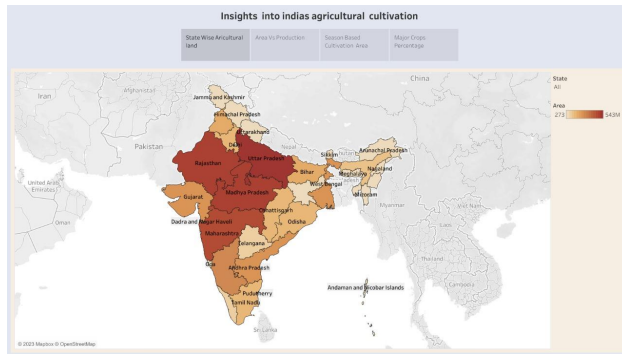 Insights into indias agricultural cultivation
State Wise Aricultural
land
Area Vs Production
Season Based
Cultivation Area
Major Crops
Percentage
State
All
Area
273
543M
China
Iran
Afghanistan
Jammu and Kashmir
Himachal Pradesh
Uttarakhand
Pakistan
Delhi
Nepal
Sikkim
Bhutan
Arunachal Pradesh
Rajasthan
Uttar Pradesh
Bihar
Meghalaya
Nagaland
United Arab
Emirates
Gujarat
Madhya Pradesh
West Bengal
Mizoram
Myanmar
Viet Nam
Oman
Chhattisgarh
Dadra and Nagar Haveli
Odisha
Maharashtra
Telangana
Thailand
Goa
Andhra Pradesh
Andaman and Nicobar Islands
Cambodia
Puducherry
Tamil Nadu
Sri Lanka
© 2023 Mapbox © OpenStreetMap